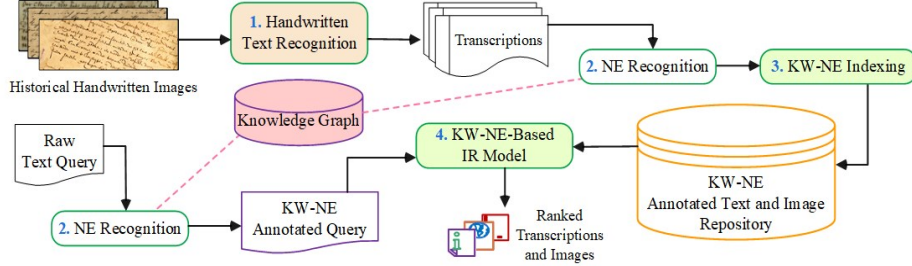 Historical Handwritten Images
1. Handwritten
Text Recognition
Transcriptions
2. NE Recognition
3. KW-NE Indexing
Knowledge Graph
Raw
Text Query
2. NE Recognition
KW-NE
Annotated Query
4. KW-NE-Based
IR Model
Ranked
Transcriptions
and Images
KW-NE
Annotated Text and Image
Repository